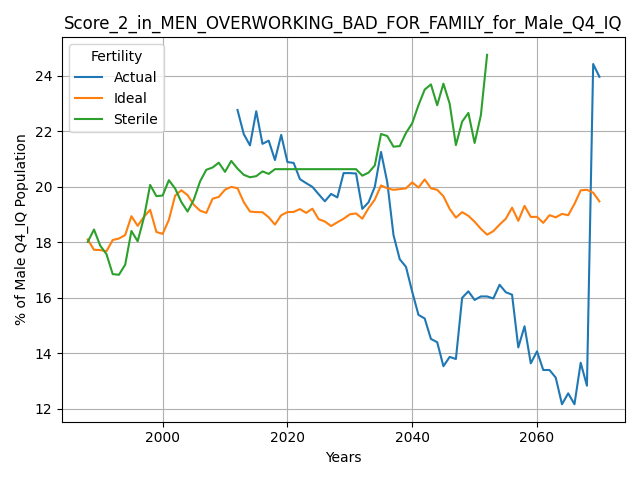 Score_2_in_MEN_OVERWORKING_BAD_FOR_FAMILY_for_Male_Q4_IQ
Fertility
Actual
Ideal
Sterile
% of Male Q4_IQ Population
24
22
20
18
16
14
12
2000 2020 2040 2060
Years